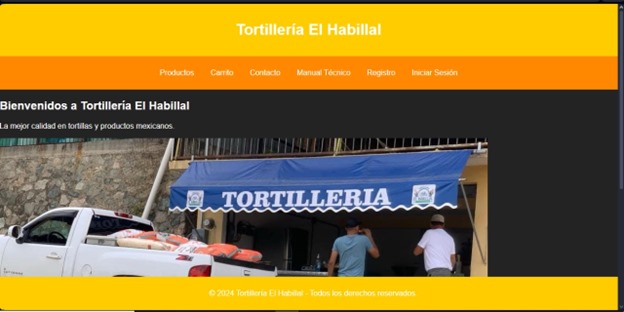 Tortillería El Habillal
Productos Carrito Contacto Manual Técnico Registro Iniciar Sesión
Bienvenidos a Tortillería El Habillal
La mejor calidad en tortillas y productos mexicanos.
TORTILLERIA
© 2024 Tortillería El Habillal - Todos los derechos reservados